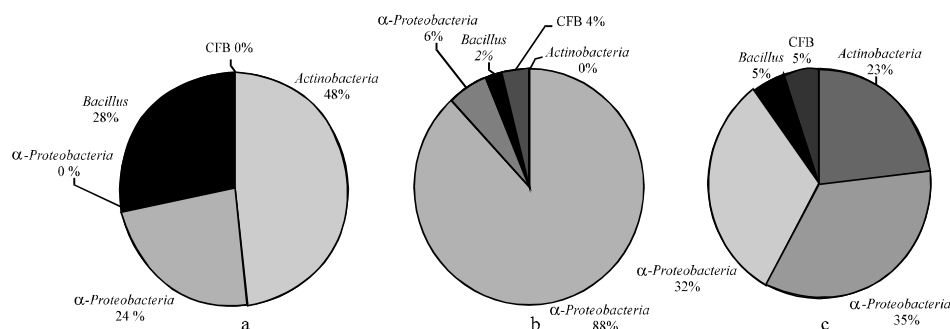 CFB 0%
Actinobacteria
48%
Bacillus
28%
α-Proteobacteria
0 %
α-Proteobacteria
24 %
a
α-Proteobacteria
6%
Bacillus
2%
CFB 4%
Actinobacteria
0%
α-Proteobacteria
88%
b
Bacillus
5%
CFB
5%
Actinobacteria
23%
α-Proteobacteria
32%
α-Proteobacteria
35%
c